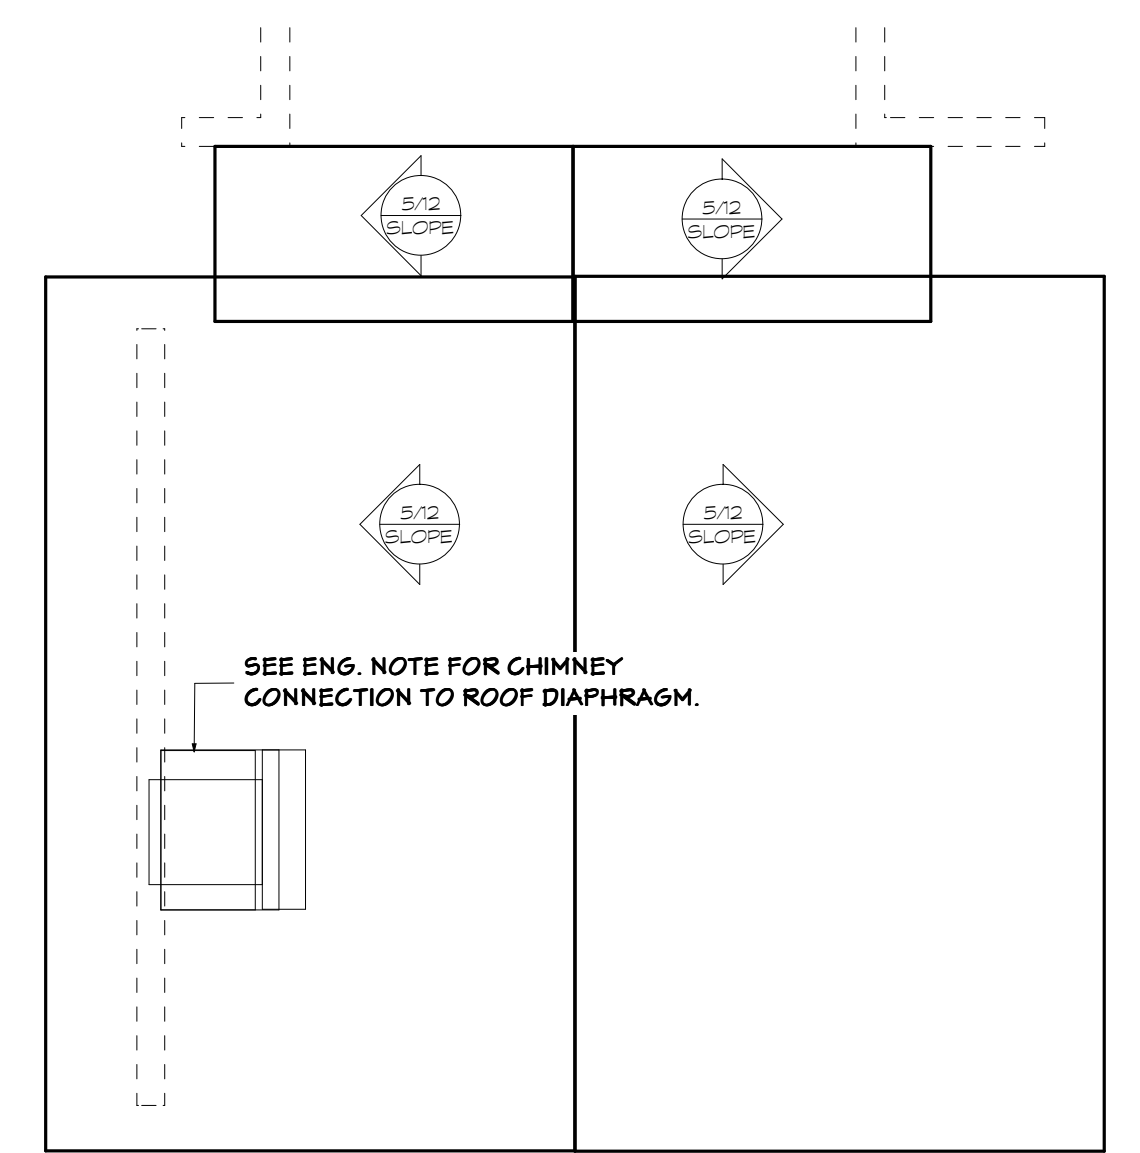 5/12
SLOPE
5/12
SLOPE
5/12
SLOPE
5/12
SLOPE
SEE ENG. NOTE FOR CHIMNEY
CONNECTION TO ROOF DIAPHRAGM.